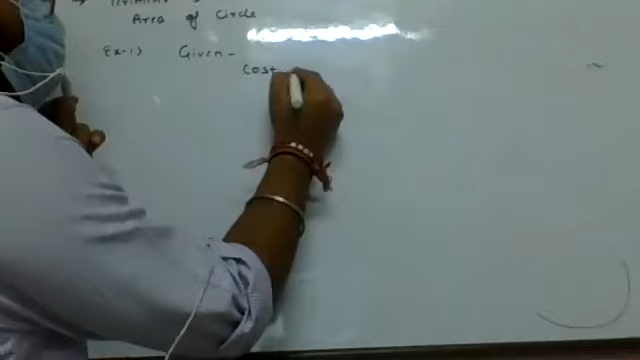 Area of Circle
Ex-1) Given -
Cost